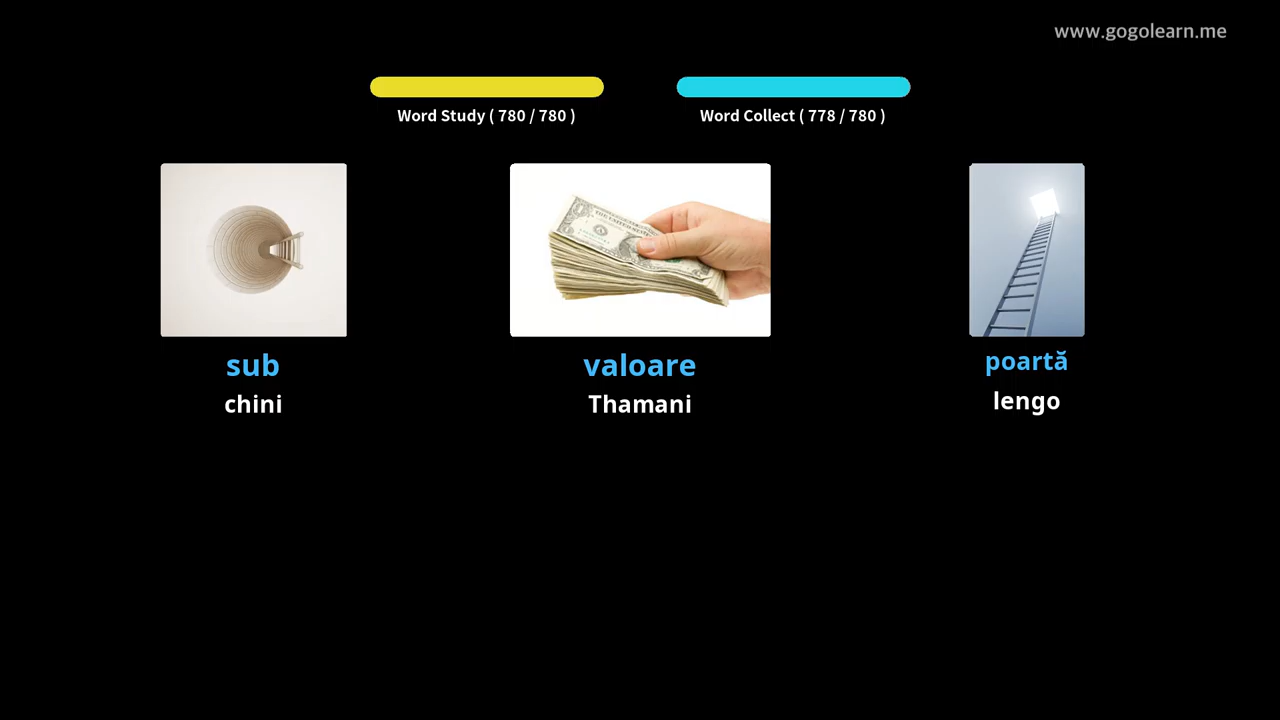 www.gogolearn.me
Word Study ( 780 / 780 )
Word Collect ( 778 / 780 )
sub
chini
valoare
Thamani
poartă
lengo